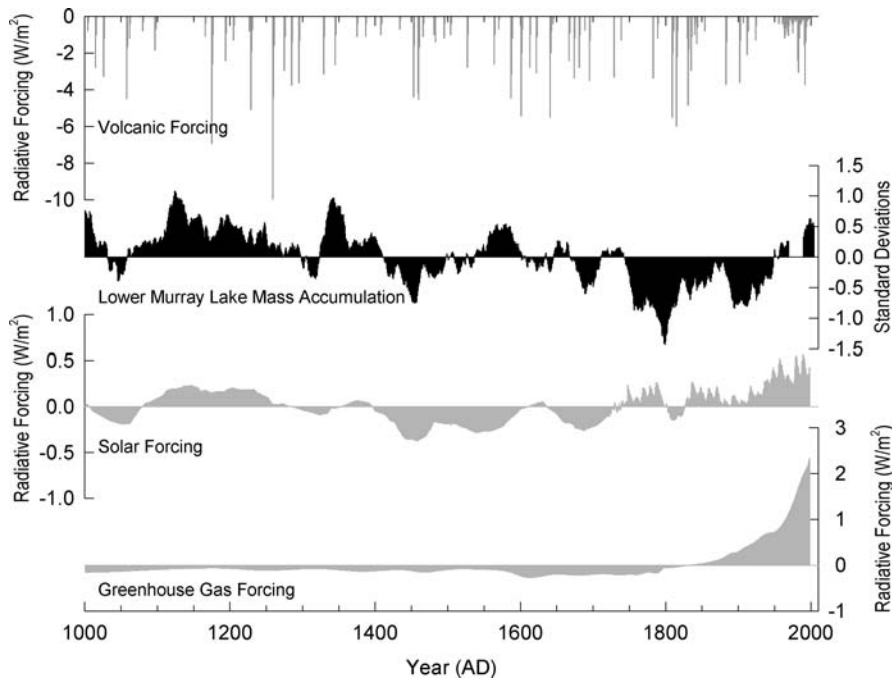 0
-2
-4
-6
-8
-10
Radiative Forcing (W/m²)
Volcanic Forcing
1.5
1.0
0.5
0.0
-0.5
-1.0
-1.5
Standard Deviations
Lower Murray Lake Mass Accumulation
1.0
0.5
0.0
-0.5
-1.0
Radiative Forcing (W/m²)
Solar Forcing
3
2
1
0
-1
Radiative Forcing (W/m²)
Greenhouse Gas Forcing
1000 1200 1400 1600 1800 2000
Year (AD)